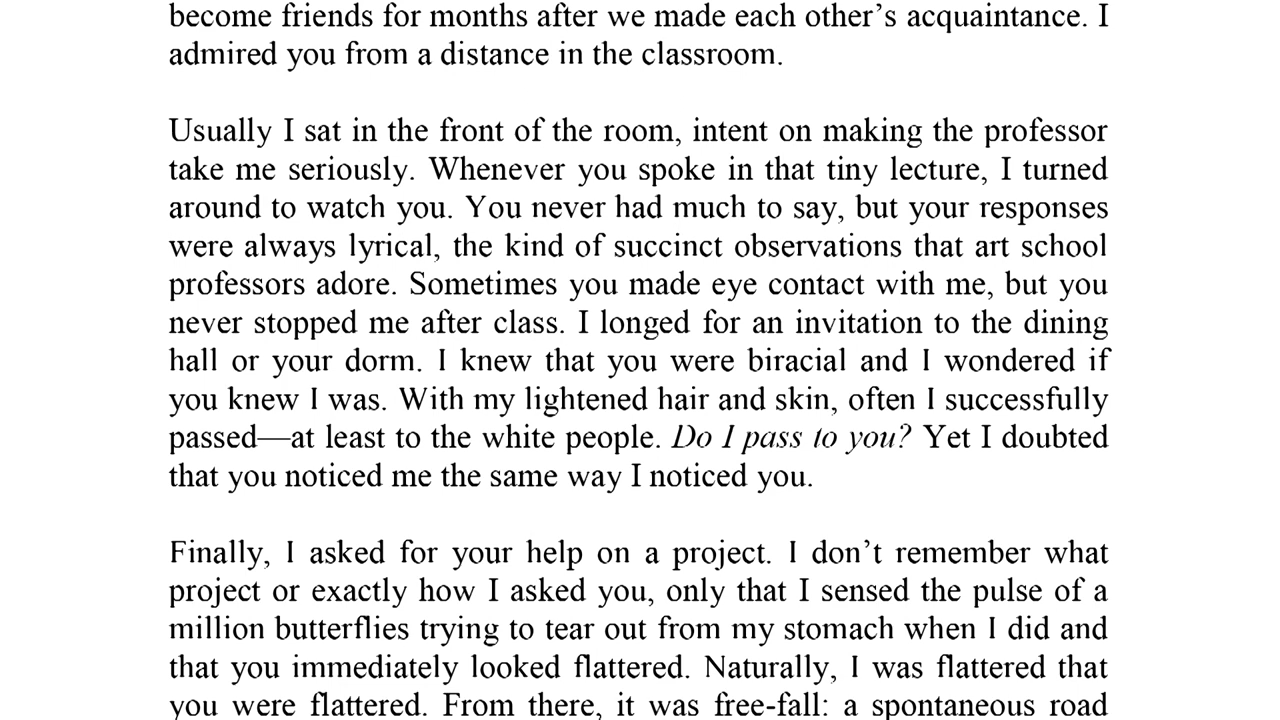 become friends for months after we made each other’s acquaintance. I
admired you from a distance in the classroom.
Usually I sat in the front of the room, intent on making the professor
take me seriously. Whenever you spoke in that tiny lecture, I turned
around to watch you. You never had much to say, but your responses
were always lyrical, the kind of succinct observations that art school
professors adore. Sometimes you made eye contact with me, but you
never stopped me after class. I longed for an invitation to the dining
hall or your dorm. I knew that you were biracial and I wondered if
you knew I was. With my lightened hair and skin, often I successfully
passed—at least to the white people. Do I pass to you? Yet I doubted
that you noticed me the same way I noticed you.
Finally, I asked for your help on a project. I don’t remember what
project or exactly how I asked you, only that I sensed the pulse of a
million butterflies trying to tear out from my stomach when I did and
that you immediately looked flattered. Naturally, I was flattered that
you were flattered. From there, it was free-fall: a spontaneous road